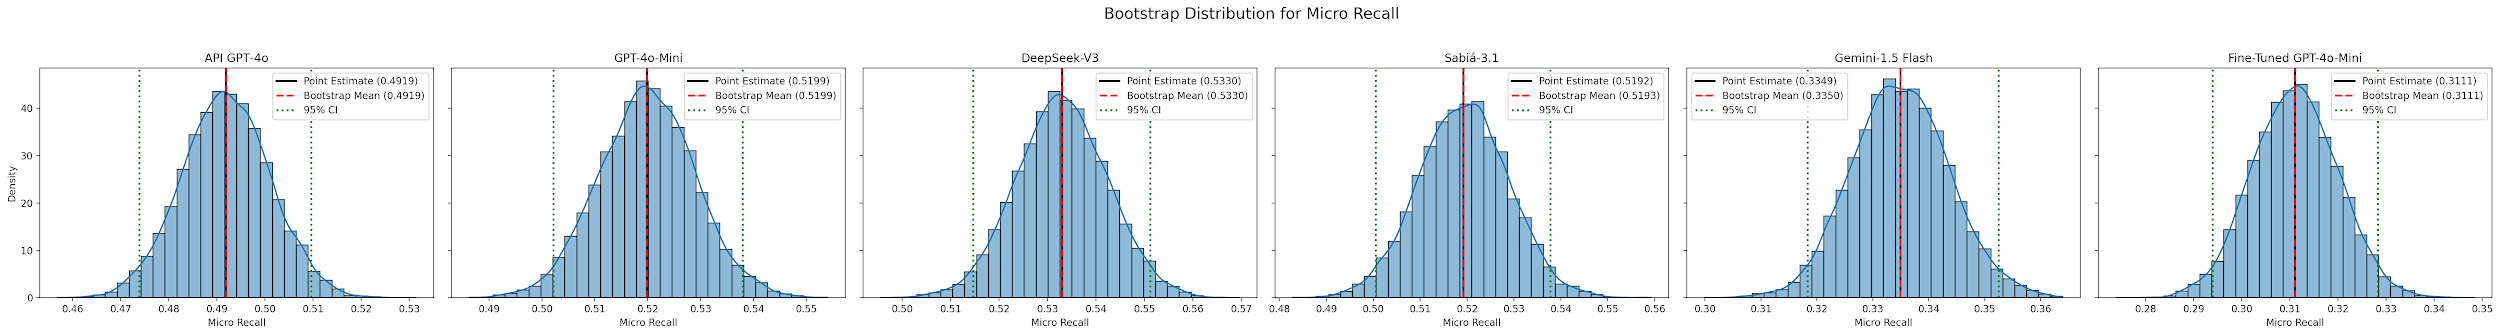 Bootstrap Distribution for Micro Recall
API GPT-4o
Point Estimate (0.4919)
Bootstrap Mean (0.4919)
95% CI
Density
0
10
20
30
40
0.46 0.47 0.48 0.49 0.50 0.51 0.52 0.53
Micro Recall
GPT-4o-Mini
Point Estimate (0.5199)
Bootstrap Mean (0.5199)
95% CI
0.49 0.50 0.51 0.52 0.53 0.54 0.55
Micro Recall
DeepSeek-V3
Point Estimate (0.5330)
Bootstrap Mean (0.5330)
95% CI
0.50 0.51 0.52 0.53 0.54 0.55 0.56 0.57
Micro Recall
Sabiá-3.1
Point Estimate (0.5192)
Bootstrap Mean (0.5193)
95% CI
0.48 0.49 0.50 0.51 0.52 0.53 0.54 0.55 0.56
Micro Recall
Gemini-1.5 Flash
Point Estimate (0.3349)
Bootstrap Mean (0.3350)
95% CI
0.30 0.31 0.32 0.33 0.34 0.35 0.36
Micro Recall
Fine-Tuned GPT-4o-Mini
Point Estimate (0.3111)
Bootstrap Mean (0.3111)
95% CI
0.28 0.29 0.30 0.31 0.32 0.33 0.34 0.35
Micro Recall